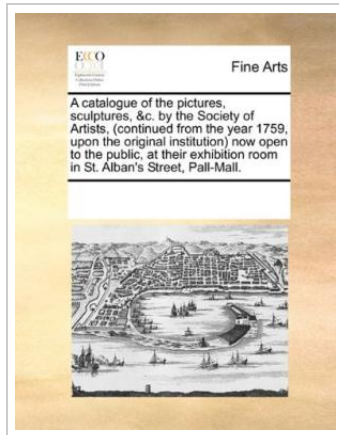 ECCO
Fine Arts
A catalogue of the pictures,
sculptures, &c. by the Society of
Artists, (continued from the year 1759,
upon the original institution) now open
to the public, at their exhibition room
in St. Alban's Street, Pall-Mall.